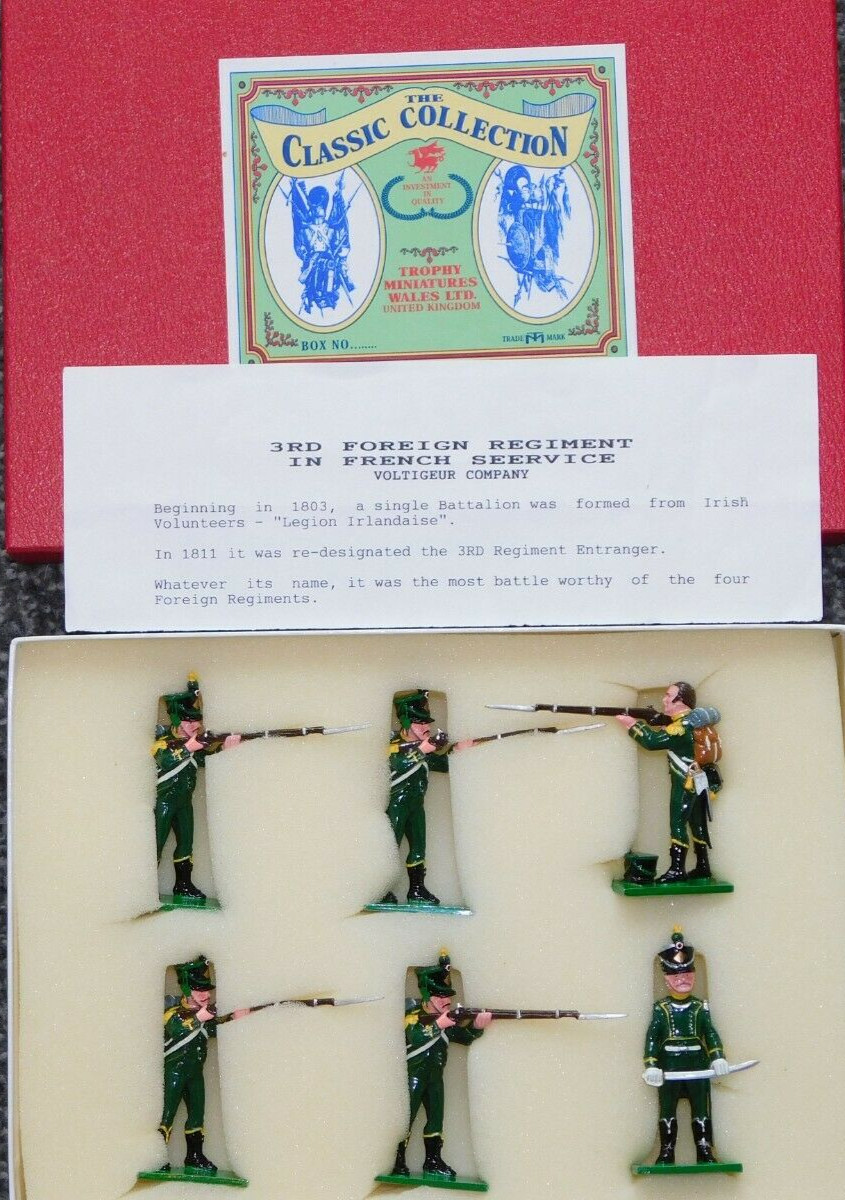 THE
CLASSIC COLLECTION
AN
INVESTMENT
IN
QUALITY
TROPHY
MINIATURES
WALES LTD.
UNITED KINGDOM
BOX NO........
TRADE TM MARK
3RD FOREIGN REGIMENT
IN FRENCH SEERVICE
VOLTIGEUR COMPANY
Beginning in 1803, a single Battalion was formed from Irish
Volunteers - "Legion Irlandaise".
In 1811 it was re-designated the 3RD Regiment Entranger.
Whatever its name, it was the most battle worthy of the four
Foreign Regiments.